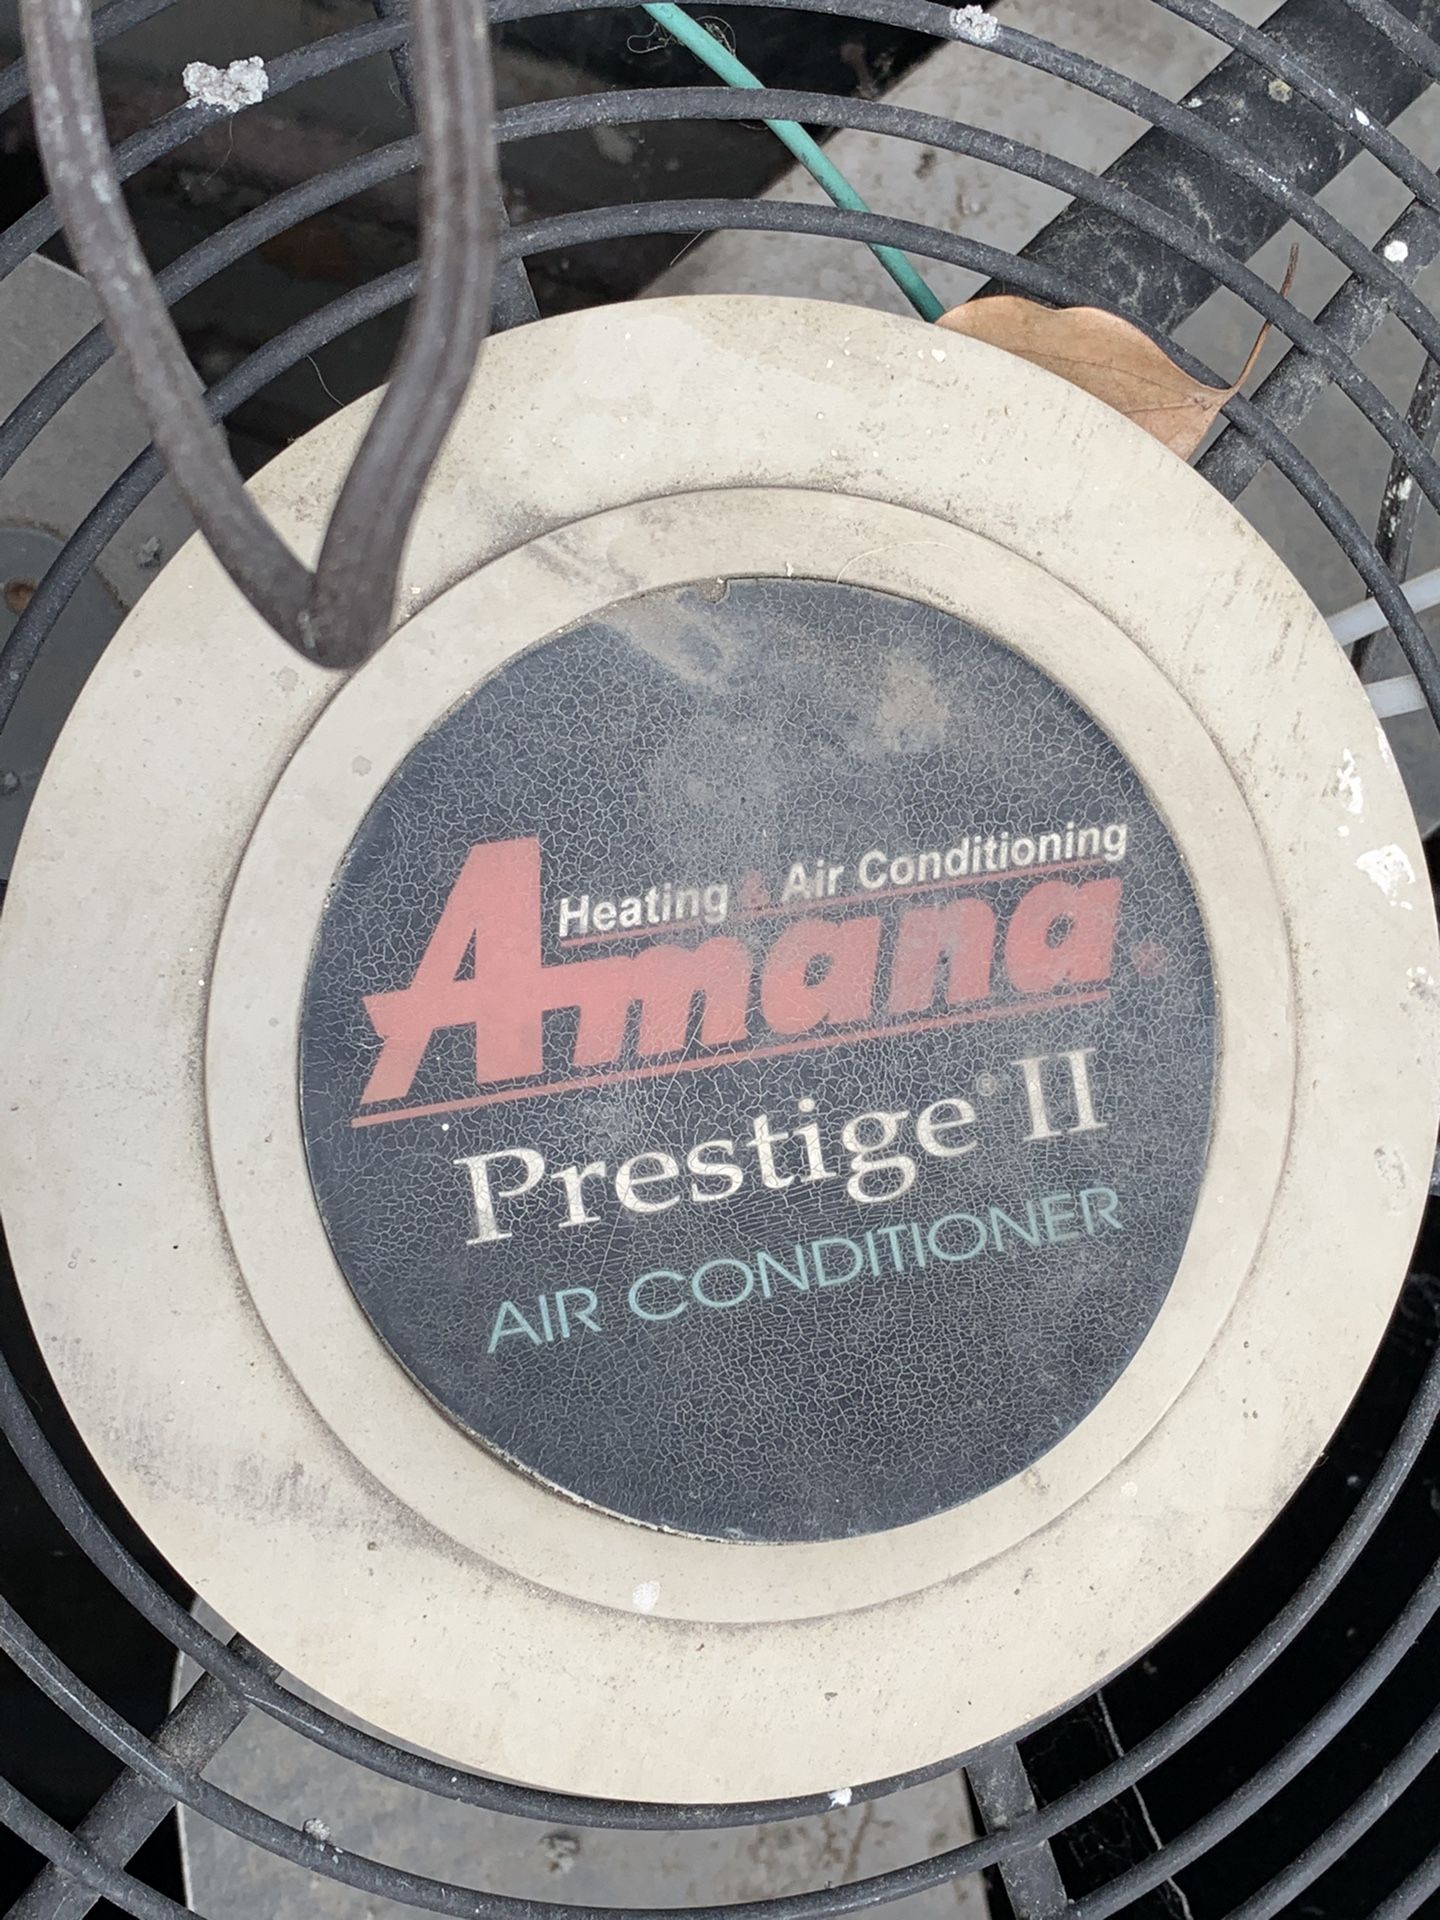 Heating & Air Conditioning
Amana®
Prestige® II
AIR CONDITIONER